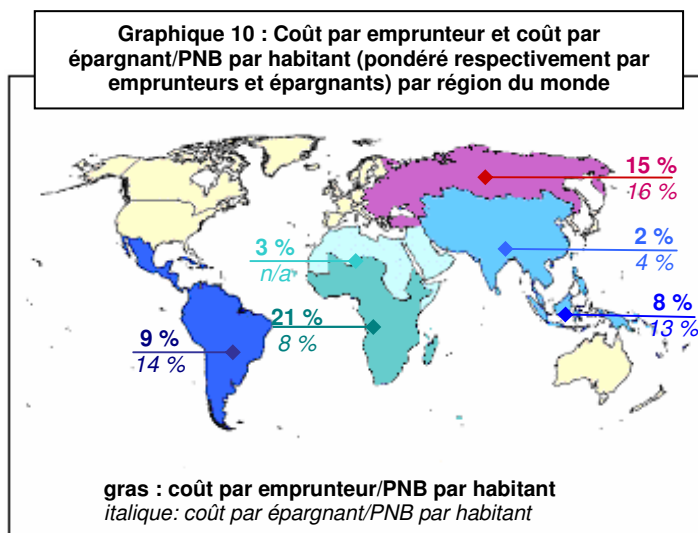 Graphique 10 : Coût par emprunteur et coût par
épargnant/PNB par habitant (pondéré respectivement par
emprunteurs et épargnants) par région du monde
15 %
16 %
2 %
4 %
3 %
n/a
8 %
13 %
21 %
8 %
9 %
14 %
gras : coût par emprunteur/PNB par habitant
italique: coût par épargnant/PNB par habitant